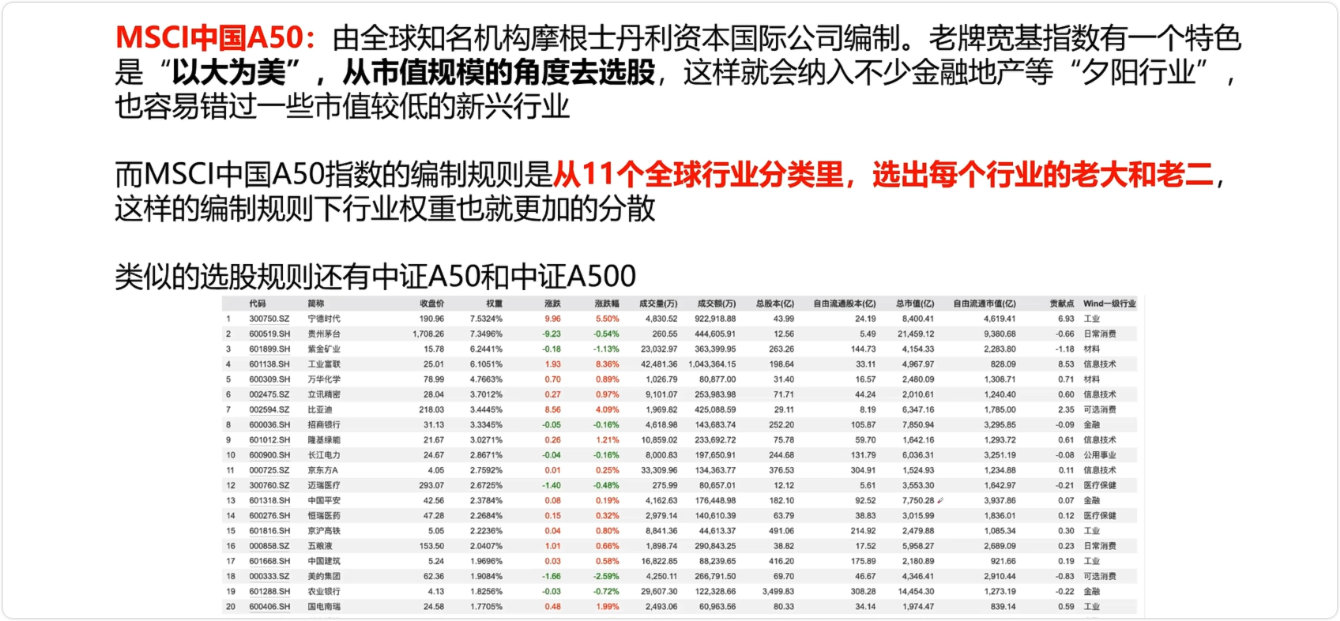 MSCI中国A50：由全球知名机构摩根士丹利资本国际公司编制。老牌宽基指数有一个特色
是“以大为美”，从市值规模的角度去选股，这样就会纳入不少金融地产等“夕阳行业”，
也容易错过一些市值较低的新兴行业
而MSCI中国A50指数的编制规则是从11个全球行业分类里，选出每个行业的老大和老二，
这样的编制规则下行业权重也就更加的分散
类似的选股规则还有中证A50和中证A500
代码 简称 收盘价 权重 涨跌 涨跌幅 成交量(万) 成交额(万) 总股本(亿) 自由流通股本(亿) 总市值(亿) 自由流通市值(亿) 贡献点 Wind一级行业
1 300750.SZ 宁德时代 190.96 7.5324% 9.96 5.50% 4,830.52 922,918.88 43.99 24.19 8,400.41 4,619.41 6.93 工业
2 600519.SH 贵州茅台 1,708.26 7.3496% -9.23 -0.54% 260.55 444,605.91 12.56 5.49 21,459.12 9,380.68 -0.66 日常消费
3 601899.SH 紫金矿业 15.78 6.2441% -0.18 -1.13% 23,032.97 363,399.95 263.26 144.73 4,154.33 2,283.80 -1.18 材料
4 601138.SH 工业富联 25.01 6.1051% 1.93 8.36% 42,481.36 1,043,364.15 198.64 33.11 4,967.97 828.09 8.53 信息技术
5 600309.SH 万华化学 78.99 4.7663% 0.70 0.89% 1,026.79 80,877.00 31.40 16.57 2,480.09 1,308.71 0.71 材料
6 002475.SZ 立讯精密 28.04 3.7012% 0.27 0.97% 9,101.07 253,983.98 71.71 44.24 2,010.61 1,240.40 0.60 信息技术
7 002594.SZ 比亚迪 218.03 3.4445% 8.56 4.09% 1,969.82 425,088.59 29.11 8.19 6,347.16 1,785.00 2.35 可选消费
8 600036.SH 招商银行 31.13 3.3345% -0.05 -0.16% 4,618.98 143,683.74 252.20 105.87 7,850.94 3,295.85 -0.09 金融
9 601012.SH 隆基绿能 21.67 3.0271% 0.26 1.21% 10,859.02 233,692.72 75.78 59.70 1,642.16 1,293.72 0.61 信息技术
10 600900.SH 长江电力 24.67 2.8671% -0.04 -0.16% 8,000.83 197,650.91 244.68 131.79 6,036.31 3,251.19 -0.08 公用事业
11 000725.SZ 京东方A 4.05 2.7592% 0.01 0.25% 33,309.96 134,363.77 376.53 304.91 1,524.93 1,234.88 0.11 信息技术
12 300760.SZ 迈瑞医疗 293.07 2.6725% -1.40 -0.48% 275.99 80,657.01 12.12 5.61 3,553.30 1,642.97 -0.21 医疗保健
13 601318.SH 中国平安 42.56 2.3784% 0.08 0.19% 4,162.63 176,448.98 182.10 92.52 7,750.28 3,937.86 0.07 金融
14 600276.SH 恒瑞医药 47.28 2.2684% 0.15 0.32% 2,979.14 140,610.39 63.79 38.83 3,015.99 1,836.01 0.12 医疗保健
15 601816.SH 京沪高铁 5.05 2.2236% 0.04 0.80% 8,841.36 44,613.37 491.06 214.92 2,479.88 1,085.34 0.30 工业
16 000858.SZ 五粮液 153.50 2.0407% 1.01 0.66% 1,898.74 290,843.25 38.82 17.52 5,958.27 2,689.09 0.23 日常消费
17 601668.SH 中国建筑 5.24 1.9696% 0.03 0.58% 16,822.85 88,239.65 416.20 175.89 2,180.89 921.66 0.19 工业
18 000333.SZ 美的集团 62.36 1.9084% -1.66 -2.59% 4,250.11 266,791.50 69.70 46.67 4,346.41 2,910.44 -0.83 可选消费
19 601288.SH 农业银行 4.13 1.8256% -0.03 -0.72% 29,607.30 122,328.66 3,499.83 308.28 14,454.30 1,273.19 -0.22 金融
20 600406.SH 国电南瑞 24.58 1.7705% 0.48 1.99% 2,493.06 60,963.56 80.33 34.14 1,974.47 839.14 0.59 工业